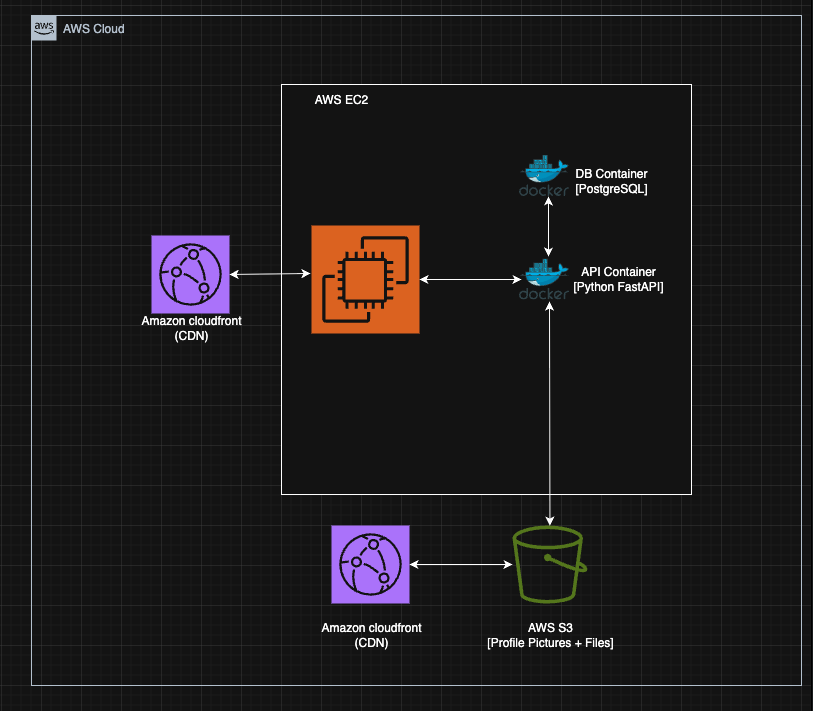 aws
AWS Cloud
AWS EC2
docker
DB Container
[PostgreSQL]
docker
API Container
[Python FastAPI]
Amazon cloudfront
(CDN)
Amazon cloudfront
(CDN)
AWS S3
[Profile Pictures + Files]